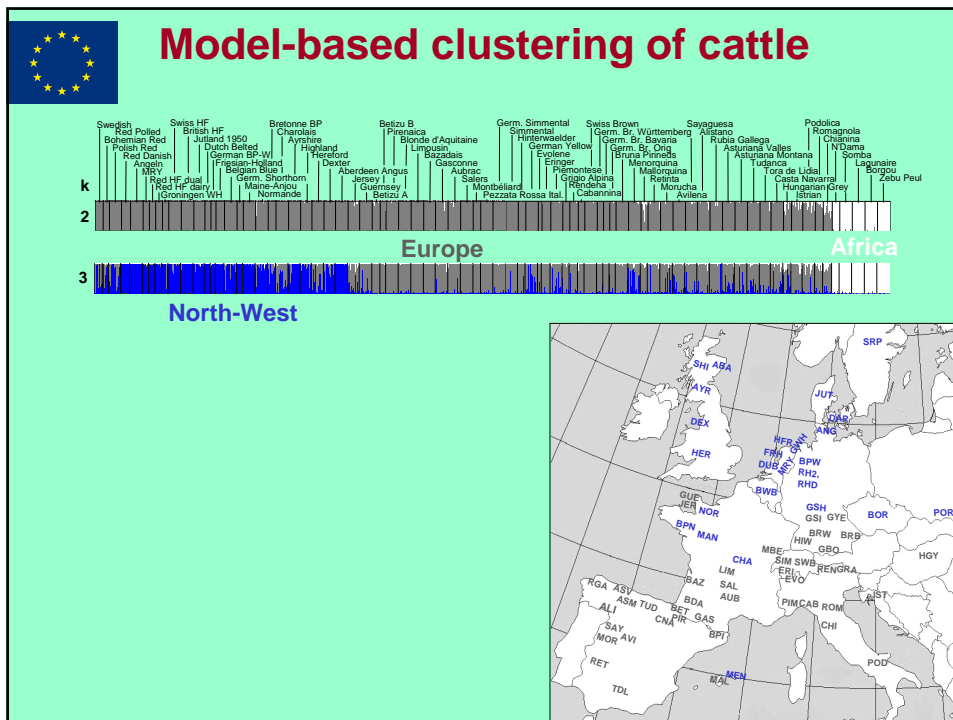 Model-based clustering of cattle
Swedish
Red Polled
Bohemian Red
Polish Red
Red Danish
Angeln
MRY
Red HF dual
Red HF dairy
Groningen WH
Swiss HF
British HF
Jutland 1950
Dutch Belted
German BP-W
Friesian-Holland
Belgian Blue
Germ. Shorthorn
Maine-Anjou
Normande
Bretonne BP
Charolais
Ayrshire
Highland
Hereford
Dexter
Aberdeen Angus
Jersey
Guernsey
Betizu A
Betizu B
Pirenaica
Blonde d'Aquitaine
Limousin
Bazadais
Gasconne
Aubrac
Salers
Montbéliard
Pezzata Rossa Ital.
Germ. Simmental
Simmental
Hinterwaelder
German Yellow
Evolene
Eringer
Piemontese
Grigio Alpina
Rendena
Cabannina
Swiss Brown
Germ. Br. Württemberg
Germ. Br. Bavaria
Germ. Br. Orig
Bruna Pinneds
Menorquina
Mallorquina
Retinta
Morucha
Avilena
Sayaguesa
Alistano
Rubia Gallega
Asturiana Valles
Asturiana Montana
Tudanca
Tora de Lidia
Casta Navarra
Hungarian Grey
Istrian
Podolica
Romagnola
Chianina
N'Dama
Somba
Lagunaire
Borgou
Zebu Peul
k
2
Europe
Africa
3
North-West
SRP
SHI ABA
AYR
JUT
DAR
ANG
DEX
HFR
GWH
FRH
MRY
HER
DUB
BPW
RH2,
RHD
BWB
GUE
JER
NOR
GSH
GSI GYE
BOR
POR
BPN
MAN
BRW
BRB
HIW
GBO
MBE
CHA
SIM SWB
HGY
LIM
ERI
REN GRA
EVO
BAZ
SAL
AUB
RGA
ASV
ASM TUD
BDA
BET
PIR
GAS
CNA
ALI
PIM CAB ROM
IST
CHI
SAY
MOR AVI
BPI
RET
POD
MAL
MEN
TDL